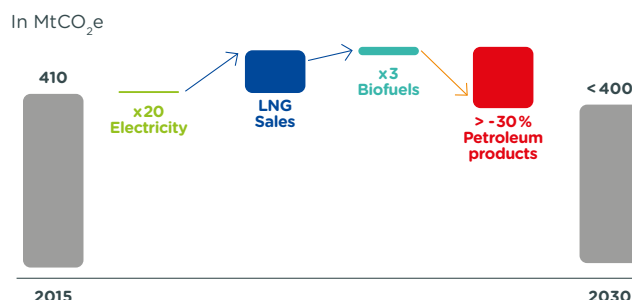 In MtCO2e
410
x20
Electricity
LNG
Sales
x3
Biofuels
> -30%
Petroleum
products
< 400
2015
2030